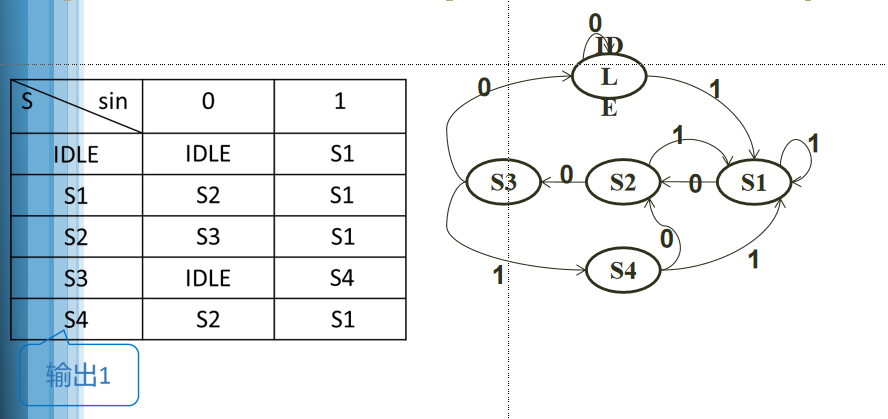 S sin 0 1
IDLE IDLE S1
S1 S2 S1
S2 S3 S1
S3 IDLE S4
S4 S2 S1
输出1
0
ID
L
E
0
1
1
1
S3
0
S2
0
S1
0
S4
1
1